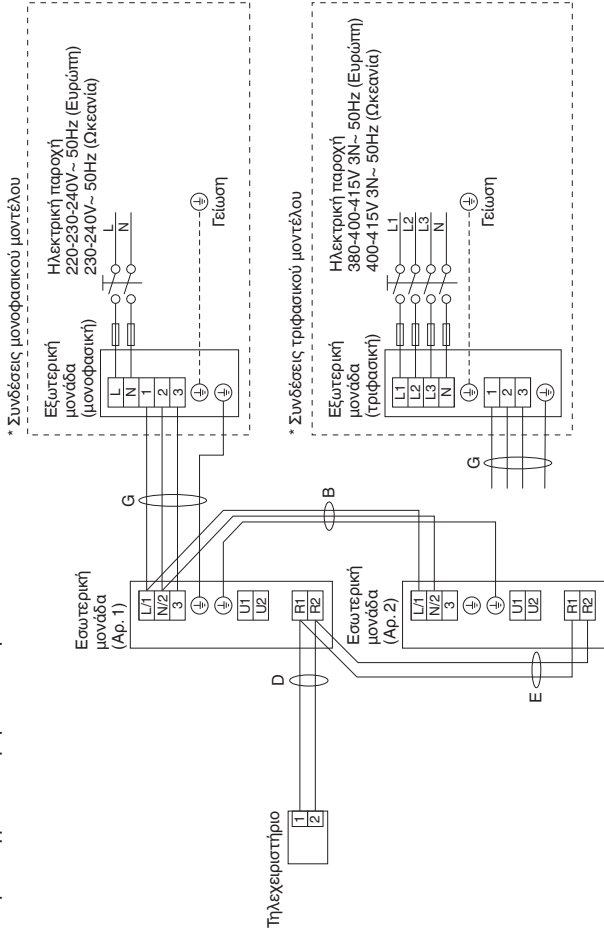 * Συνδέσεις μονοφασικού μοντέλου
Ηλεκτρική παροχή
220-230-240V~ 50Hz (Ευρώπη)
230-240V~ 50Hz (Ωκεανία)
Εξωτερική
μονάδα
(μονοφασική)
L
N
L
N
1
2
3
Γείωση
G
* Συνδέσεις τριφασικού μοντέλου
Ηλεκτρική παροχή
380-400-415V 3N~ 50Hz (Ευρώπη)
400-415V 3N~ 50Hz (Ωκεανία)
Εξωτερική
μονάδα
(τριφασική)
L1
L2
L3
N
L1
L2
L3
N
1
2
3
Γείωση
G
Εσωτερική
μονάδα
(Αρ. 1)
L/1
N/2
3
U1
U2
R1
R2
B
D
Εσωτερική
μονάδα
(Αρ. 2)
L/1
N/2
3
U1
U2
R1
R2
E
Τηλεχειριστήριο
1
2